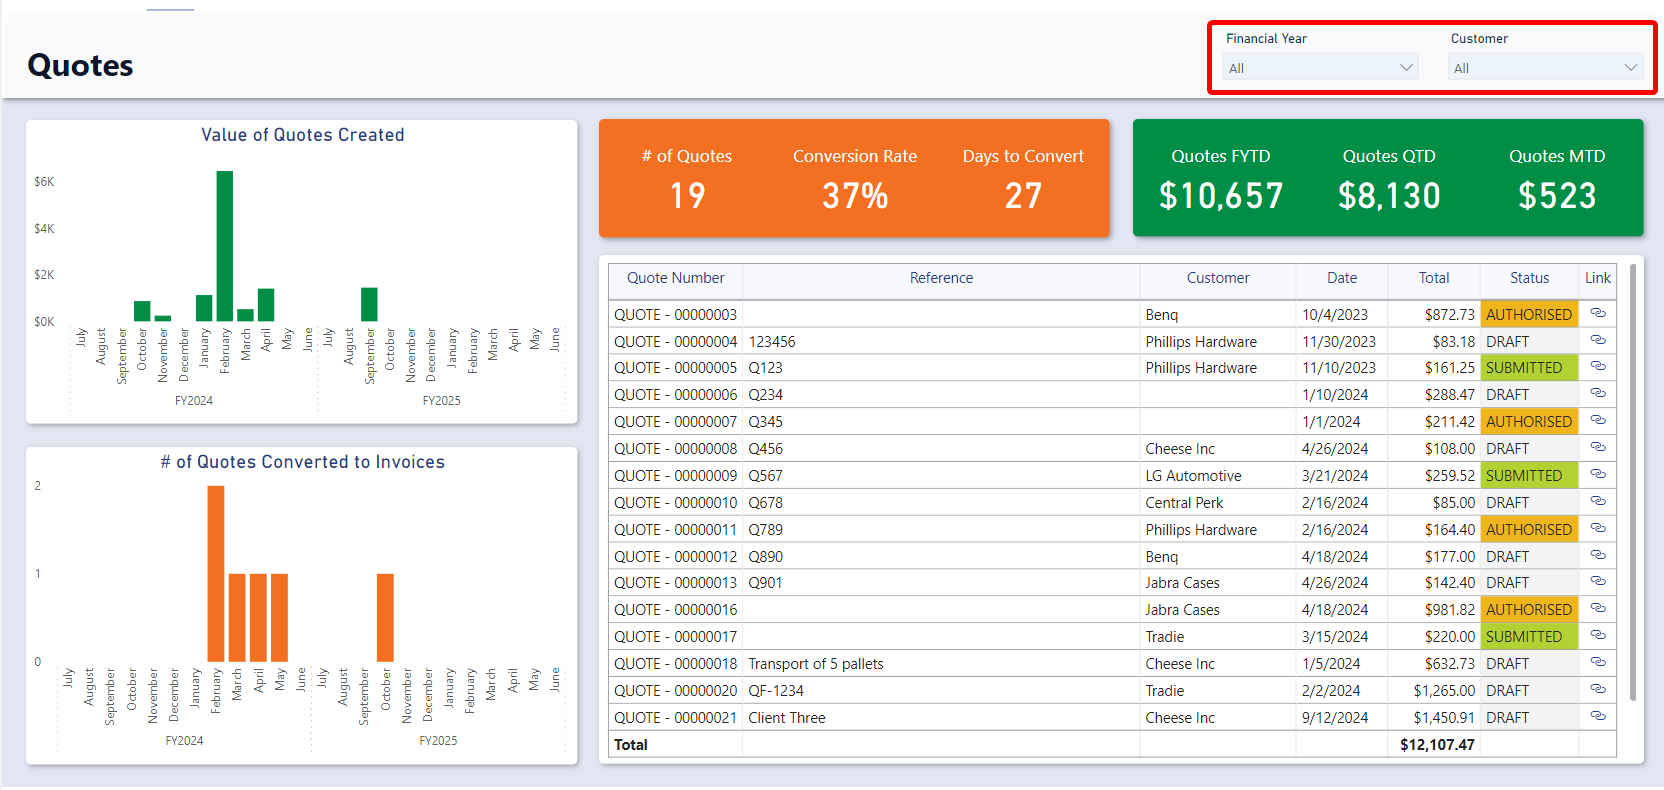 Quotes
Financial Year
All
Customer
All
Value of Quotes Created
$6K
$4K
$2K
$0K
July August September October November December January February March April May June July August September October November December January February March April May June
FY2024 FY2025
# of Quotes Converted to Invoices
2
1
0
July August September October November December January February March April May June July August September October November December January February March April May June
FY2024 FY2025
# of Quotes Conversion Rate Days to Convert
19 37% 27
Quotes FYTD Quotes QTD Quotes MTD
$10,657 $8,130 $523
Quote Number Reference Customer Date Total Status Link
QUOTE - 00000003 Benq 10/4/2023 $872.73 AUTHORISED
QUOTE - 00000004 123456 Phillips Hardware 11/30/2023 $83.18 DRAFT
QUOTE - 00000005 Q123 Phillips Hardware 11/10/2023 $161.25 SUBMITTED
QUOTE - 00000006 Q234 1/10/2024 $288.47 DRAFT
QUOTE - 00000007 Q345 1/1/2024 $211.42 AUTHORISED
QUOTE - 00000008 Q456 Cheese Inc 4/26/2024 $108.00 DRAFT
QUOTE - 00000009 Q567 LG Automotive 3/21/2024 $259.52 SUBMITTED
QUOTE - 00000010 Q678 Central Perk 2/16/2024 $85.00 DRAFT
QUOTE - 00000011 Q789 Phillips Hardware 2/16/2024 $164.40 AUTHORISED
QUOTE - 00000012 Q890 Benq 4/18/2024 $177.00 DRAFT
QUOTE - 00000013 Q901 Jabra Cases 4/26/2024 $142.40 DRAFT
QUOTE - 00000016 Jabra Cases 4/18/2024 $981.82 AUTHORISED
QUOTE - 00000017 Tradie 3/15/2024 $220.00 SUBMITTED
QUOTE - 00000018 Transport of 5 pallets Cheese Inc 1/5/2024 $632.73 DRAFT
QUOTE - 00000020 QF-1234 Tradie 2/2/2024 $1,265.00 DRAFT
QUOTE - 00000021 Client Three Cheese Inc 9/12/2024 $1,450.91 DRAFT
Total $12,107.47